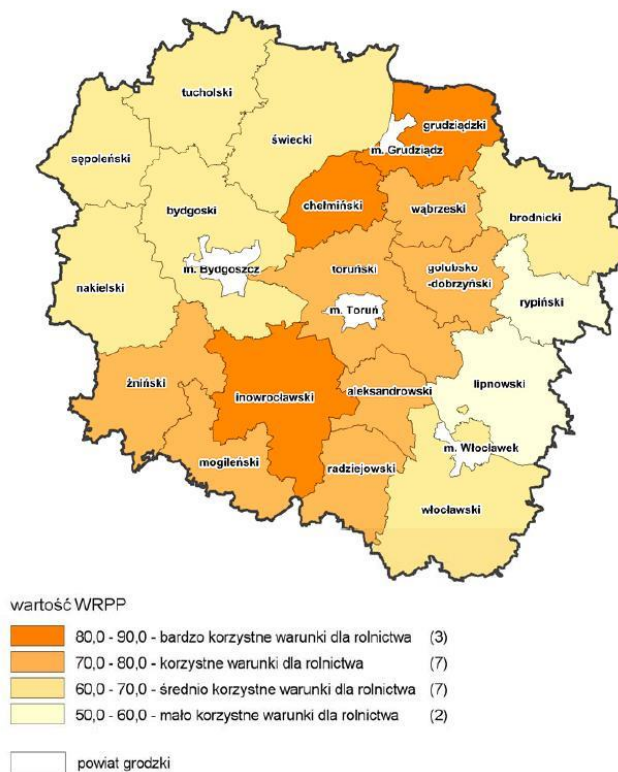 tucholski
świecki
grudziądzki
m. Grudziądz
sępoleński
chełmiński
wąbrzeski
brodnicki
bydgoski
m. Bydgoszcz
toruński
golubsko
-dobrzyński
nakielski
rypiński
m. Toruń
żniński
inowrocławski
aleksandrowski
lipnowski
mogileński
radziejowski
m. Włocławek
włocławski
wartość WRPP
80,0 - 90,0 - bardzo korzystne warunki dla rolnictwa (3)
70,0 - 80,0 - korzystne warunki dla rolnictwa (7)
60,0 - 70,0 - średnio korzystne warunki dla rolnictwa (7)
50,0 - 60,0 - mało korzystne warunki dla rolnictwa (2)
powiat grodzki